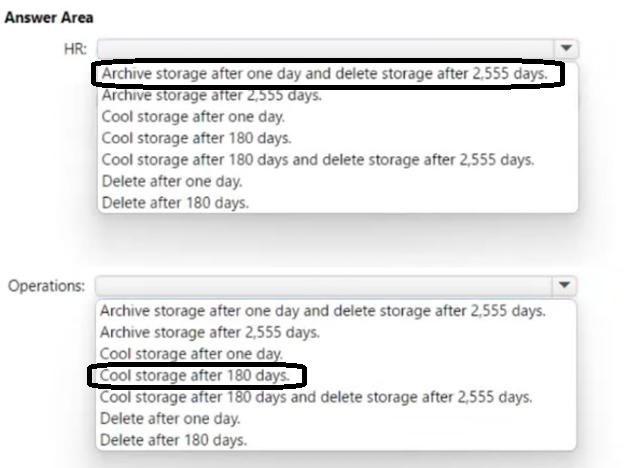 Answer Area
HR:
Archive storage after one day and delete storage after 2,555 days.
Archive storage after 2,555 days.
Cool storage after one day.
Cool storage after 180 days.
Cool storage after 180 days and delete storage after 2,555 days.
Delete after one day.
Delete after 180 days.
Operations:
Archive storage after one day and delete storage after 2,555 days.
Archive storage after 2,555 days.
Cool storage after one day.
Cool storage after 180 days.
Cool storage after 180 days and delete storage after 2,555 days.
Delete after one day.
Delete after 180 days.